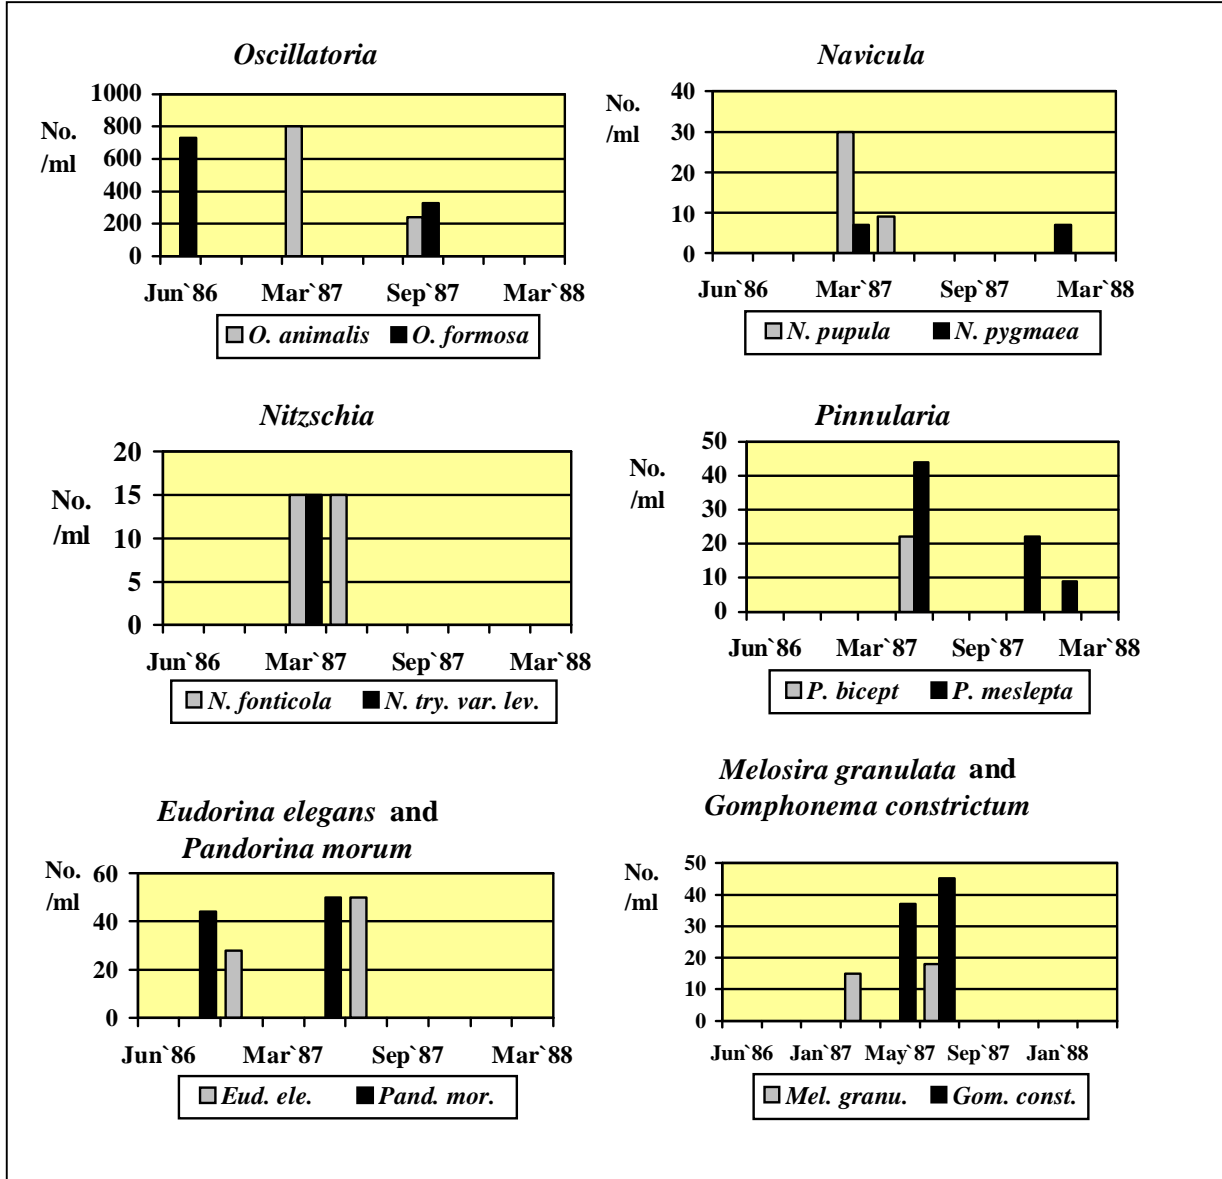 Oscillatoria
No.
/ml
1000
800
600
400
200
0
Jun`86 Mar`87 Sep`87 Mar`88
O. animalis O. formosa
Navicula
No.
/ml
40
30
20
10
0
Jun`86 Mar`87 Sep`87 Mar`88
N. pupula N. pygmaea
Nitzschia
No.
/ml
20
15
10
5
0
Jun`86 Mar`87 Sep`87 Mar`88
N. fonticola N. try. var. lev.
Pinnularia
No.
/ml
50
40
30
20
10
0
Jun`86 Mar`87 Sep`87 Mar`88
P. bicept P. meslepta
Eudorina elegans and
Pandorina morum
No.
/ml
60
40
20
0
Jun`86 Mar`87 Sep`87 Mar`88
Eud. ele. Pand. mor.
Melosira granulata and
Gomphonema constrictum
No.
/ml
50
40
30
20
10
0
Jun`86 Jan`87 May`87 Sep`87 Jan`88
Mel. granu. Gom. const.